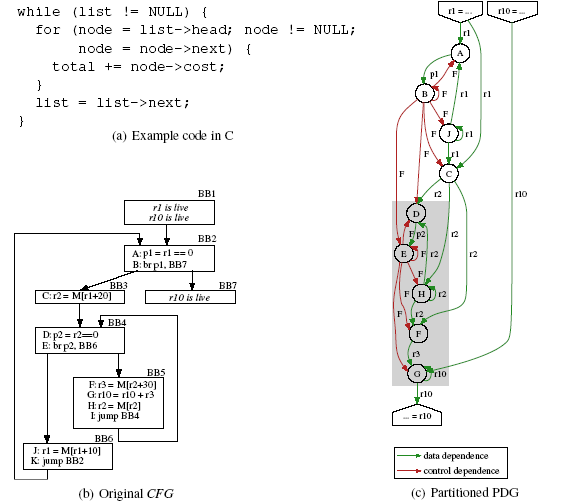 while (list != NULL) {
for (node = list->head; node != NULL;
node = node->next) {
total += node->cost;
}
list = list->next;
}
(a) Example code in C
BB1
r1 is live
r10 is live
BB2
A: p1 = r1 == 0
B: br p1, BB7
BB3
C: r2 = M[r1+20]
BB7
r10 is live
BB4
D: p2 = r2==0
E: br p2, BB6
BB5
F: r3 = M[r2+30]
G: r10 = r10 + r3
H: r2 = M[r2]
I: jump BB4
BB6
J: r1 = M[r1+10]
K: jump BB2
(b) Original CFG
r1 = ...
r10 = ...
r1
A
p1
F
B
F
r1
r1
F
F
J
r1
F
r1
C
F
r2
r10
D
F
p2
r2
r2
E
F
r2
F
H
r2
F
F
r2
F
r3
G
r10
r10
... = r10
data dependence
control dependence
(c) Partitioned PDG